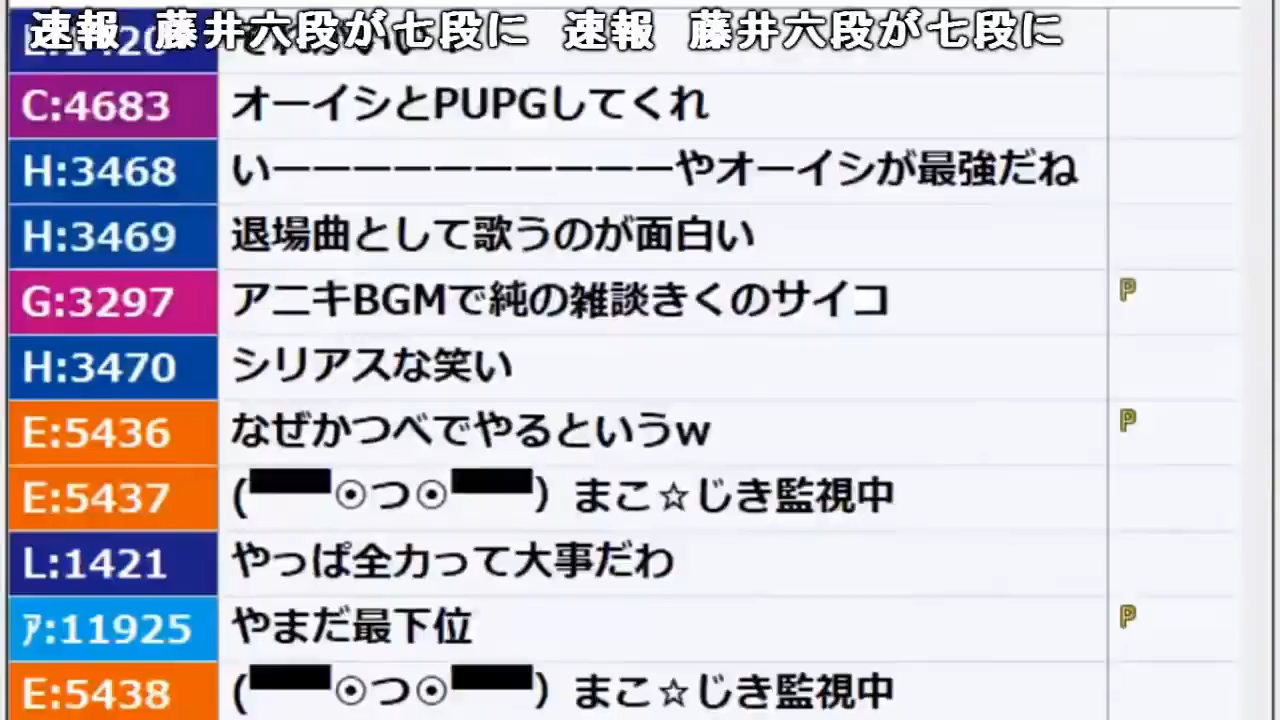 速報　藤井六段が七段に　速報　藤井六段が七段に
C:4683 オーイシとPUPGしてくれ
H:3468 いーーーーーーーーーーやオーイシが最強だね
H:3469 退場曲として歌うのが面白い
G:3297 アニキBGMで純の雑談きくのサイコ P
H:3470 シリアスな笑い
E:5436 なぜかつべでやるというw P
E:5437 (▀▀☉つ☉▀▀）まこ☆じき監視中
L:1421 やっぱ全力って大事だわ
ｱ:11925 やまだ最下位 P
E:5438 (▀▀☉つ☉▀▀）まこ☆じき監視中